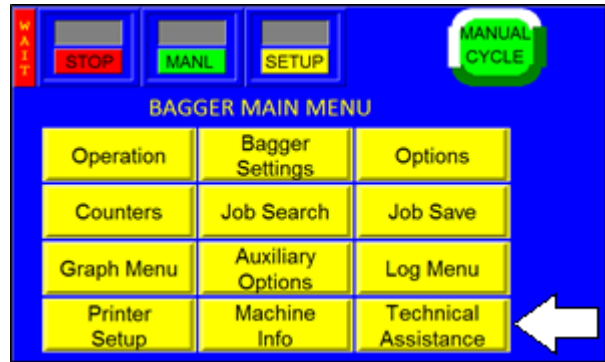 WAIT
STOP
MANL
SETUP
MANUAL
CYCLE
BAGGER MAIN MENU
Operation
Bagger
Settings
Options
Counters
Job Search
Job Save
Graph Menu
Auxiliary
Options
Log Menu
Printer
Setup
Machine
Info
Technical
Assistance